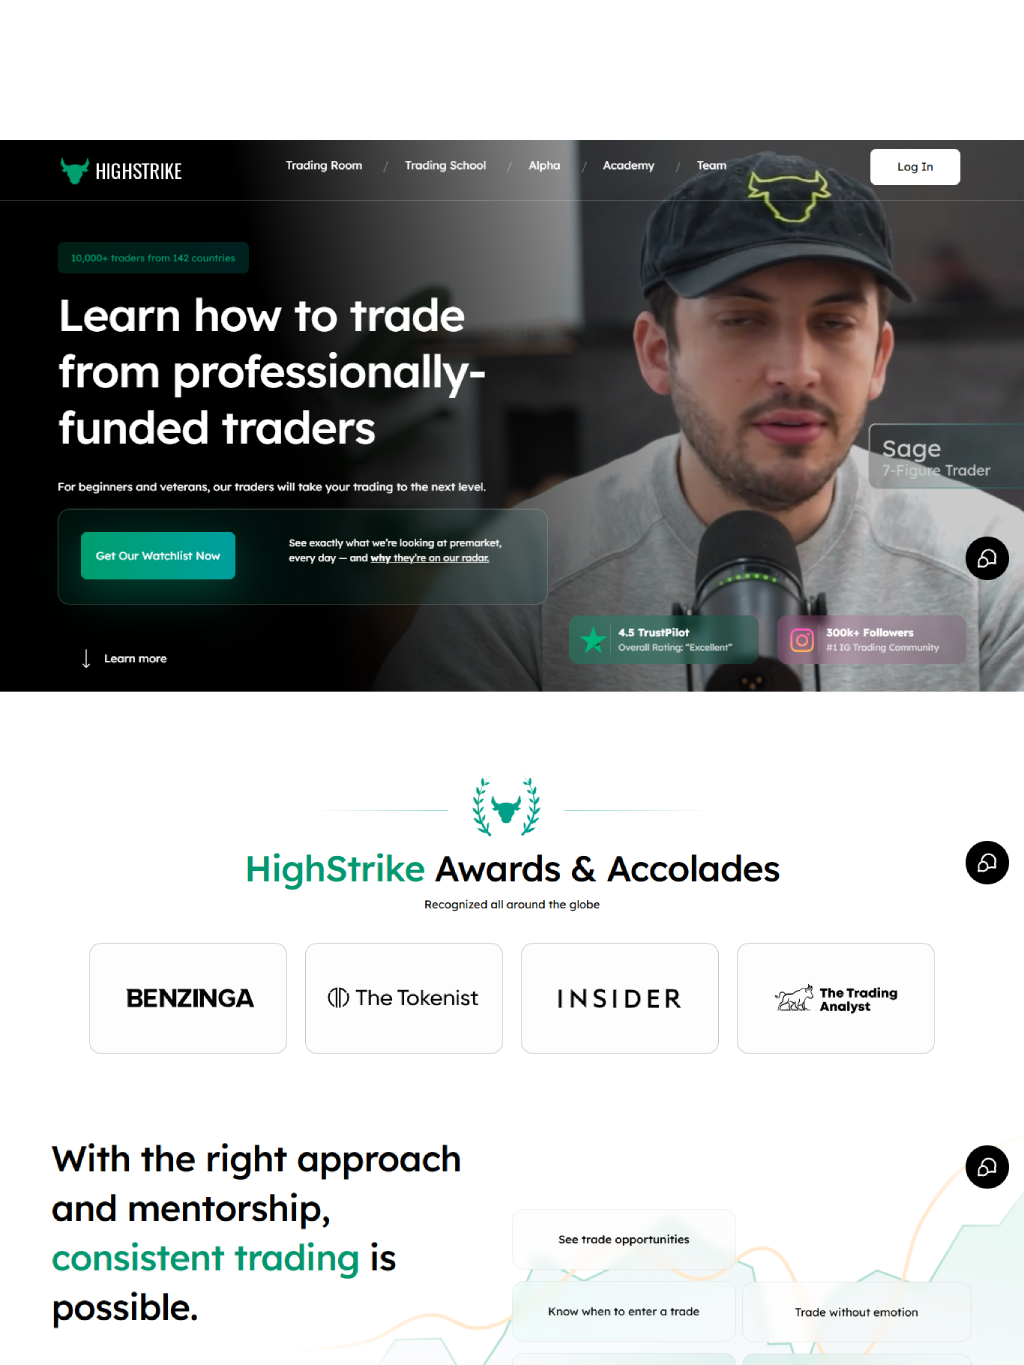 HIGHSTRIKE
Trading Room / Trading School / Alpha / Academy / Team
Log In
10,000+ traders from 142 countries
Learn how to trade
from professionally-
funded traders
Sage
7-Figure Trader
For beginners and veterans, our traders will take your trading to the next level.
Get Our Watchlist Now
See exactly what we're looking at premarket,
every day — and why they're on our radar.
4.5 TrustPilot
Overall Rating: "Excellent"
300k+ Followers
#1 IG Trading Community
Learn more
HighStrike Awards & Accolades
Recognized all around the globe
BENZINGA
The Tokenist
INSIDER
The Trading
Analyst
With the right approach
and mentorship,
consistent trading is
possible.
See trade opportunities
Know when to enter a trade
Trade without emotion